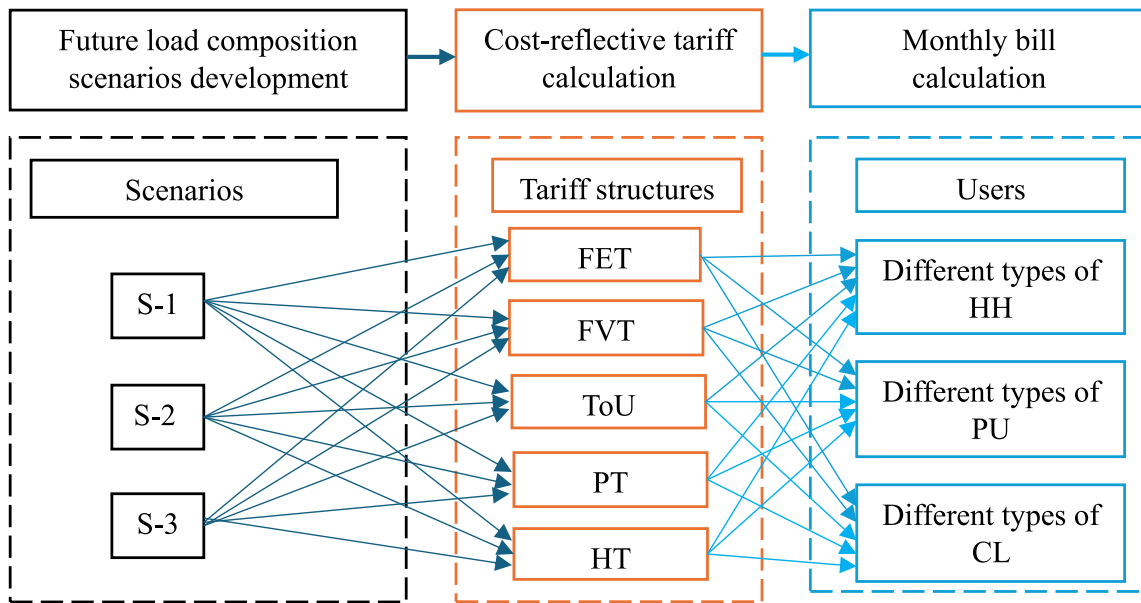 Future load composition
scenarios development
Cost-reflective tariff
calculation
Monthly bill
calculation
Scenarios
S-1
S-2
S-3
Tariff structures
FET
FVT
ToU
PT
HT
Users
Different types of
HH
Different types of
PU
Different types of
CL